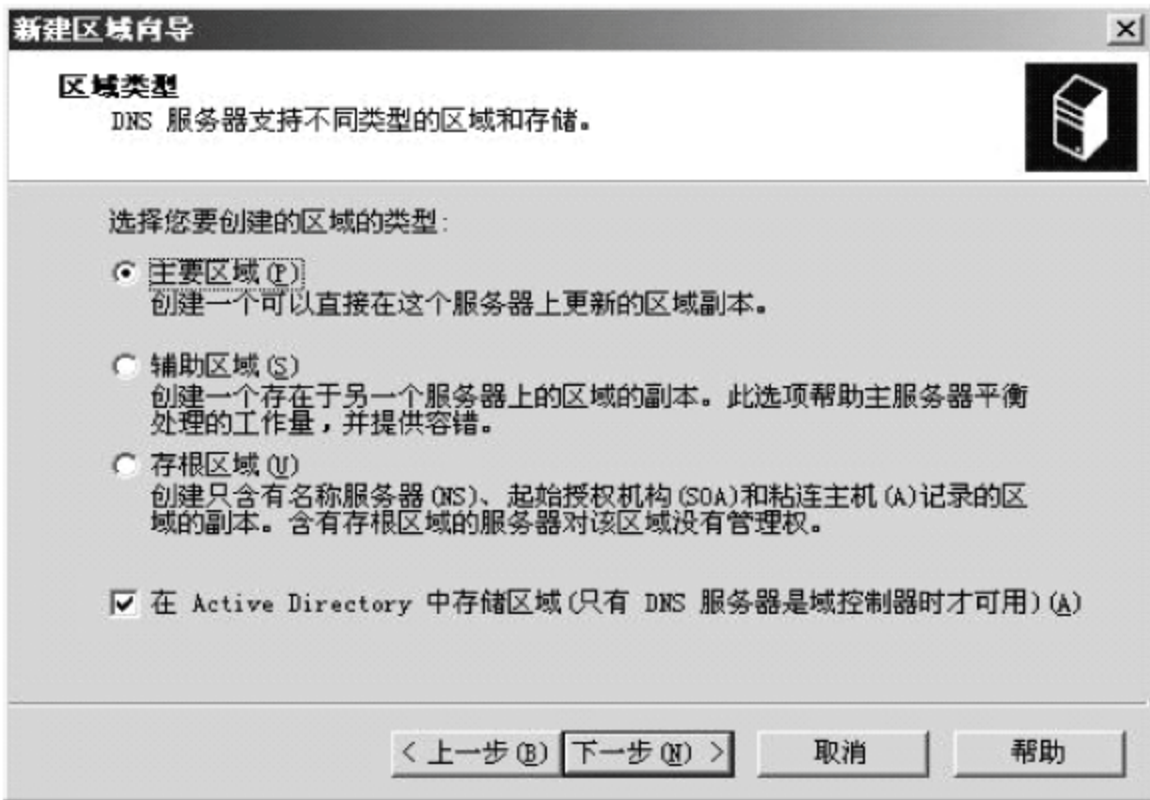 新建区域向导
区域类型
DNS 服务器支持不同类型的区域和存储。
选择您要创建的区域的类型:
主要区域(P)
创建一个可以直接在这个服务器上更新的区域副本。
辅助区域(S)
创建一个存在于另一个服务器上的区域的副本。此选项帮助主服务器平衡
处理的工作量,并提供容错。
存根区域(U)
创建只含有名称服务器(NS)、起始授权机构(SOA)和粘连主机(A)记录的区
域的副本。含有存根区域的服务器对该区域没有管理权。
在 Active Directory 中存储区域(只有 DNS 服务器是域控制器时才可用)(A)
< 上一步(B) 下一步(N) > 取消 帮助